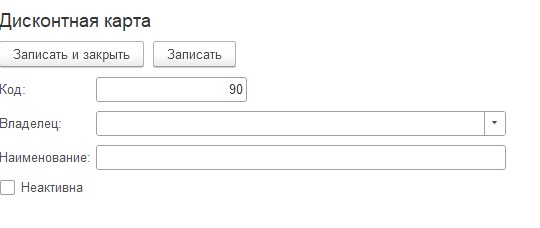 Дисконтная карта
Записать и закрыть Записать
Код: 90
Владелец:
Наименование:
Неактивна